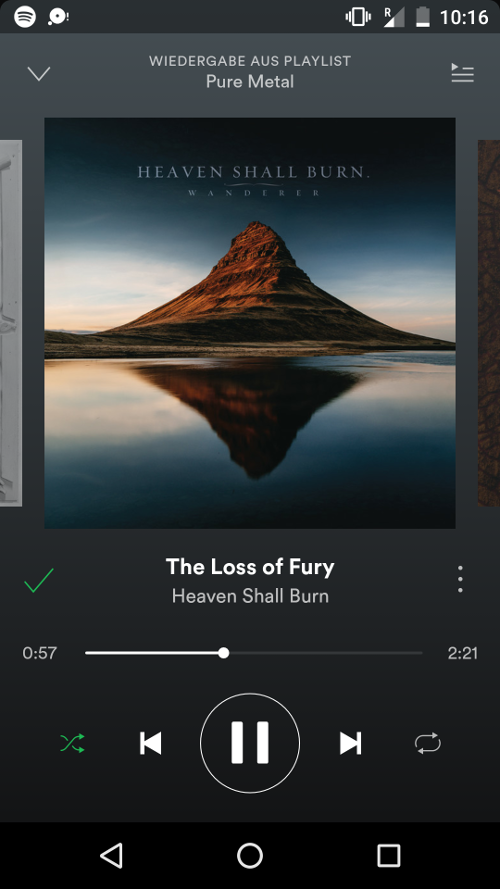 R
10:16
WIEDERGABE AUS PLAYLIST
Pure Metal
HEAVEN SHALL BURN.
WANDERER
The Loss of Fury
Heaven Shall Burn
0:57
2:21